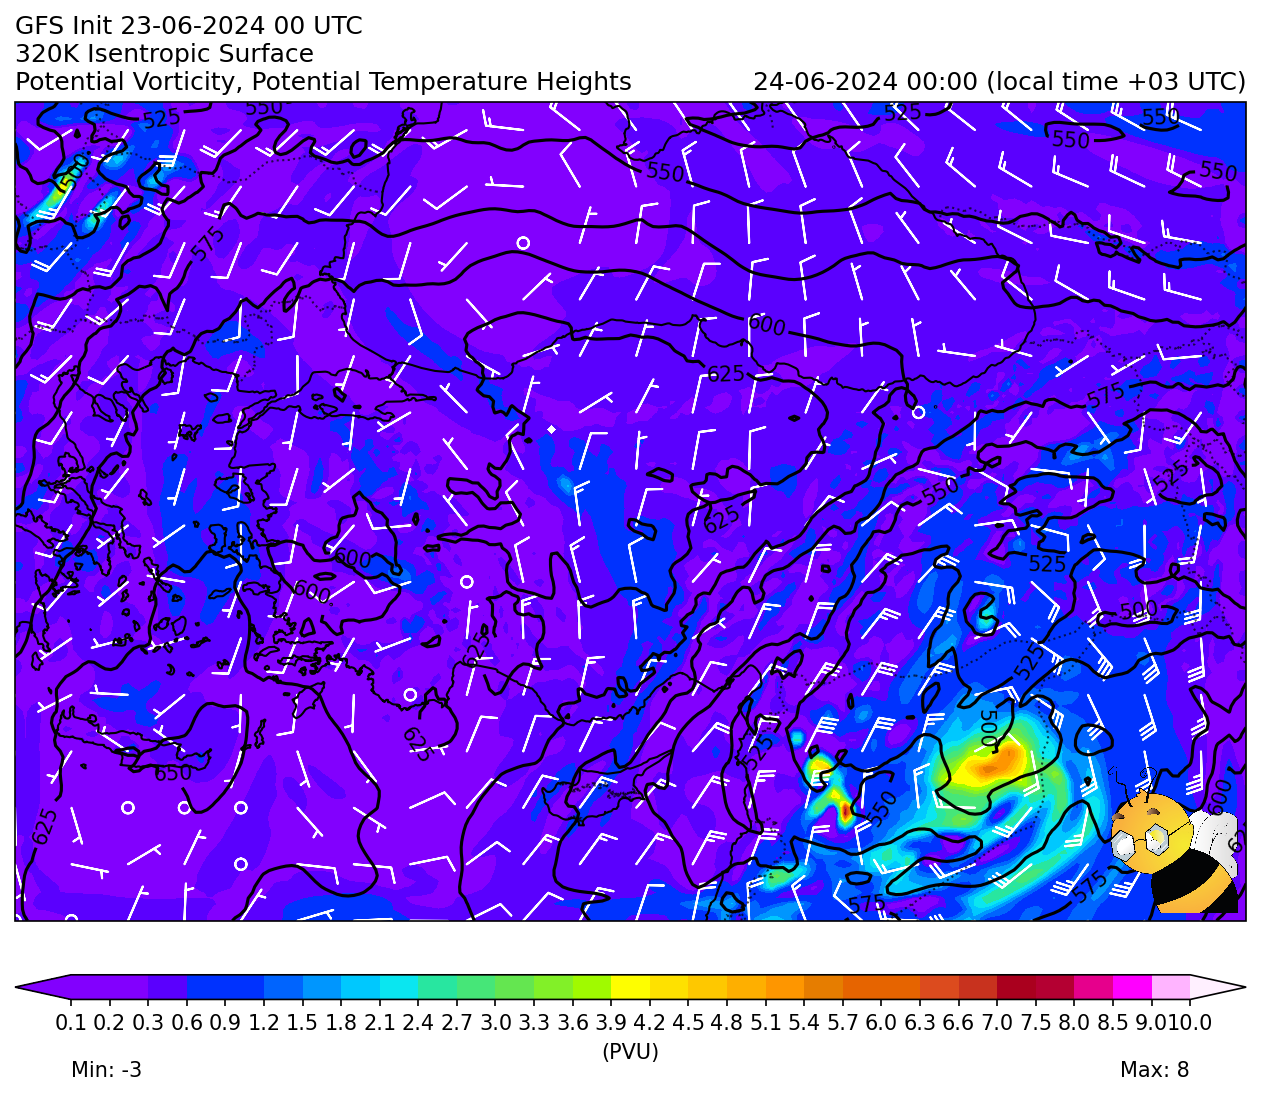 GFS Init 23-06-2024 00 UTC
320K Isentropic Surface
Potential Vorticity, Potential Temperature Heights 24-06-2024 00:00 (local time +03 UTC)
525 550 525 550
550
500 550 550
575
600
625
575
525
550
625
600 525
600 500
625 525
625 500
525
650
600
625 550
575
575
0.1 0.2 0.3 0.6 0.9 1.2 1.5 1.8 2.1 2.4 2.7 3.0 3.3 3.6 3.9 4.2 4.5 4.8 5.1 5.4 5.7 6.0 6.3 6.6 7.0 7.5 8.0 8.5 9.0 10.0
(PVU)
Min: -3 Max: 8